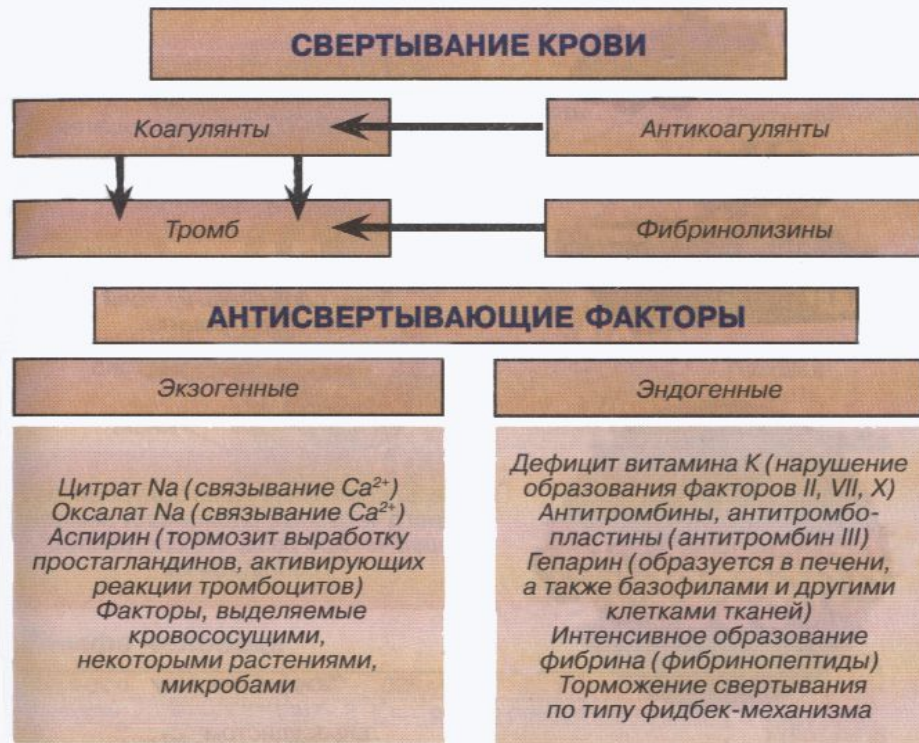 СВЕРТЫВАНИЕ КРОВИ
Коагулянты
Антикоагулянты
Тромб
Фибринолизины
АНТИСВЕРТЫВАЮЩИЕ ФАКТОРЫ
Экзогенные
Цитрат Na (связывание Ca²⁺)
Оксалат Na (связывание Ca²⁺)
Аспирин (тормозит выработку
простагландинов, активирующих
реакции тромбоцитов)
Факторы, выделяемые
кровососущими,
некоторыми растениями,
микробами
Эндогенные
Дефицит витамина K (нарушение
образования факторов II, VII, X)
Антитромбины, антитромбо-
пластины (антитромбин III)
Гепарин (образуется в печени,
а также базофилами и другими
клетками тканей)
Интенсивное образование
фибрина (фибринопептиды)
Торможение свертывания
по типу фидбек-механизма